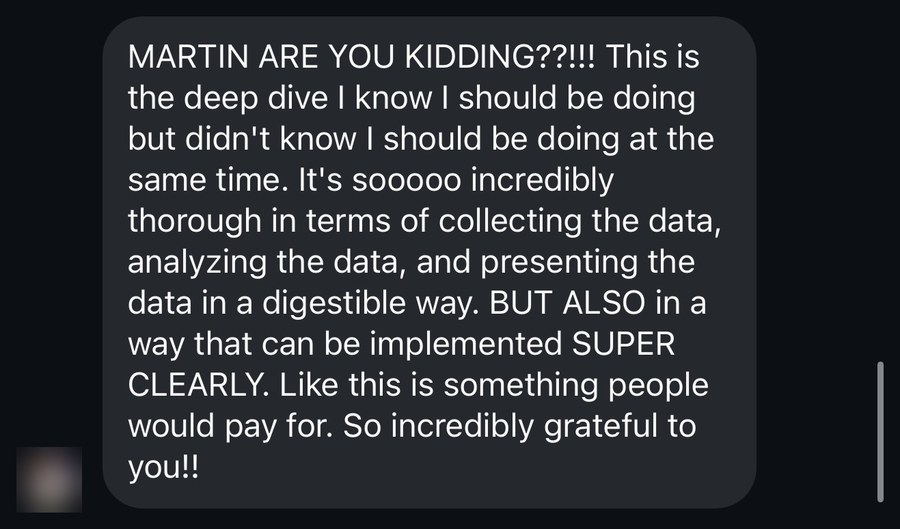 MARTIN ARE YOU KIDDING??!!! This is
the deep dive I know I should be doing
but didn't know I should be doing at the
same time. It's sooooo incredibly
thorough in terms of collecting the data,
analyzing the data, and presenting the
data in a digestible way. BUT ALSO in a
way that can be implemented SUPER
CLEARLY. Like this is something people
would pay for. So incredibly grateful to
you!!